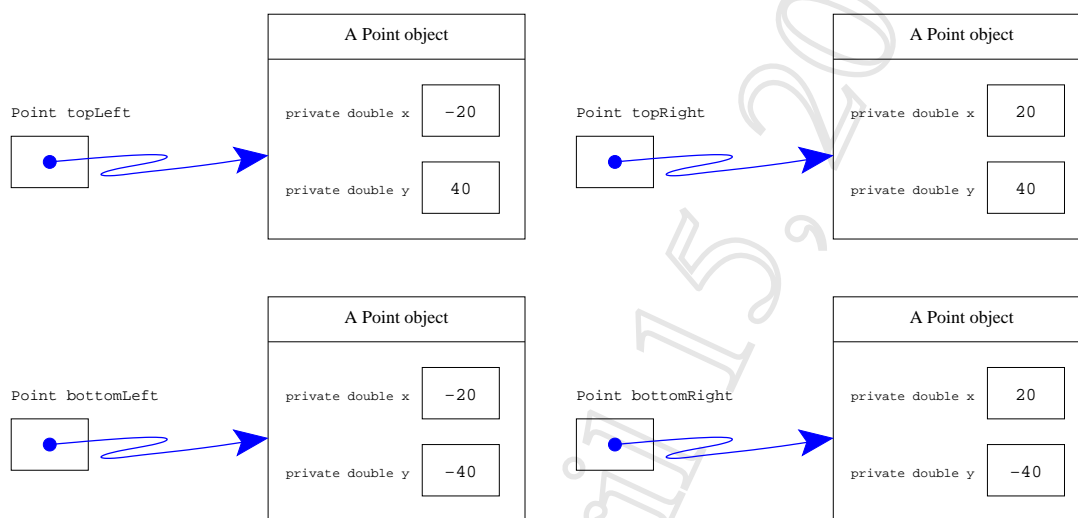 A Point object
Point topLeft
private double x
-20
private double y
40
A Point object
Point topRight
private double x
20
private double y
40
A Point object
Point bottomLeft
private double x
-20
private double y
-40
A Point object
Point bottomRight
private double x
20
private double y
-40
15, 20